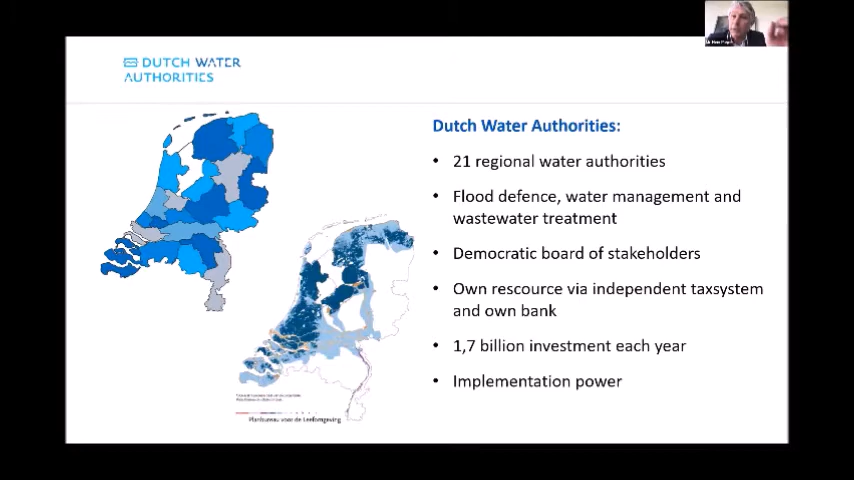 DUTCH WATER
AUTHORITIES
Dutch Water Authorities:
• 21 regional water authorities
• Flood defence, water management and
wastewater treatment
• Democratic board of stakeholders
• Own rescource via independent taxsystem
and own bank
• 1,7 billion investment each year
• Implementation power
Planbureau voor de Leefomgeving